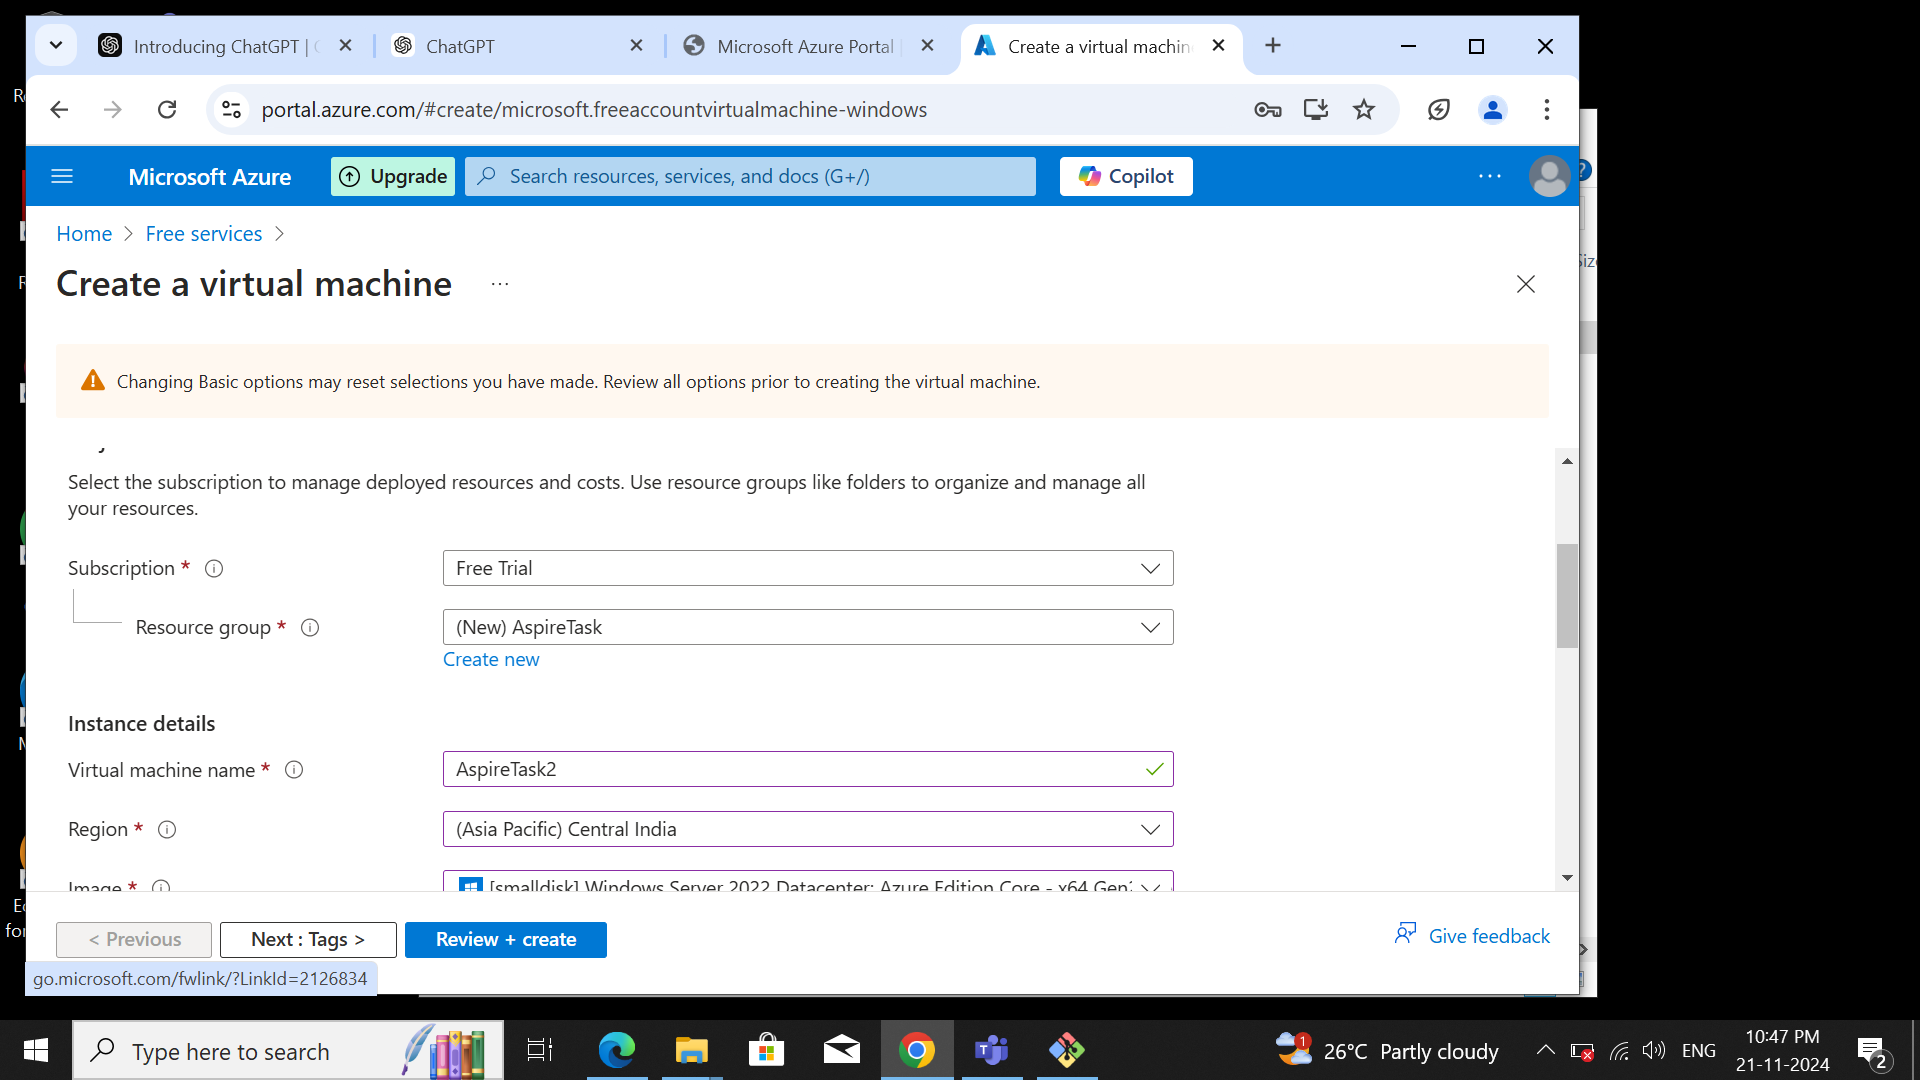 Introducing ChatGPT |
ChatGPT
Microsoft Azure Portal
Create a virtual machin
portal.azure.com/#create/microsoft.freeaccountvirtualmachine-windows
Microsoft Azure
Upgrade
Search resources, services, and docs (G+/)
Copilot
Home > Free services >
Create a virtual machine
...
Changing Basic options may reset selections you have made. Review all options prior to creating the virtual machine.
Select the subscription to manage deployed resources and costs. Use resource groups like folders to organize and manage all
your resources.
Subscription *
Free Trial
Resource group *
(New) AspireTask
Create new
Instance details
Virtual machine name *
AspireTask2
Region *
(Asia Pacific) Central India
Image *
[smalldisk] Windows Server 2022 Datacenter: Azure Edition Core - x64 Gen2
< Previous
Next : Tags >
Review + create
Give feedback
go.microsoft.com/fwlink/?LinkId=2126834
Type here to search
1
26°C Partly cloudy
ENG
10:47 PM
21-11-2024
2